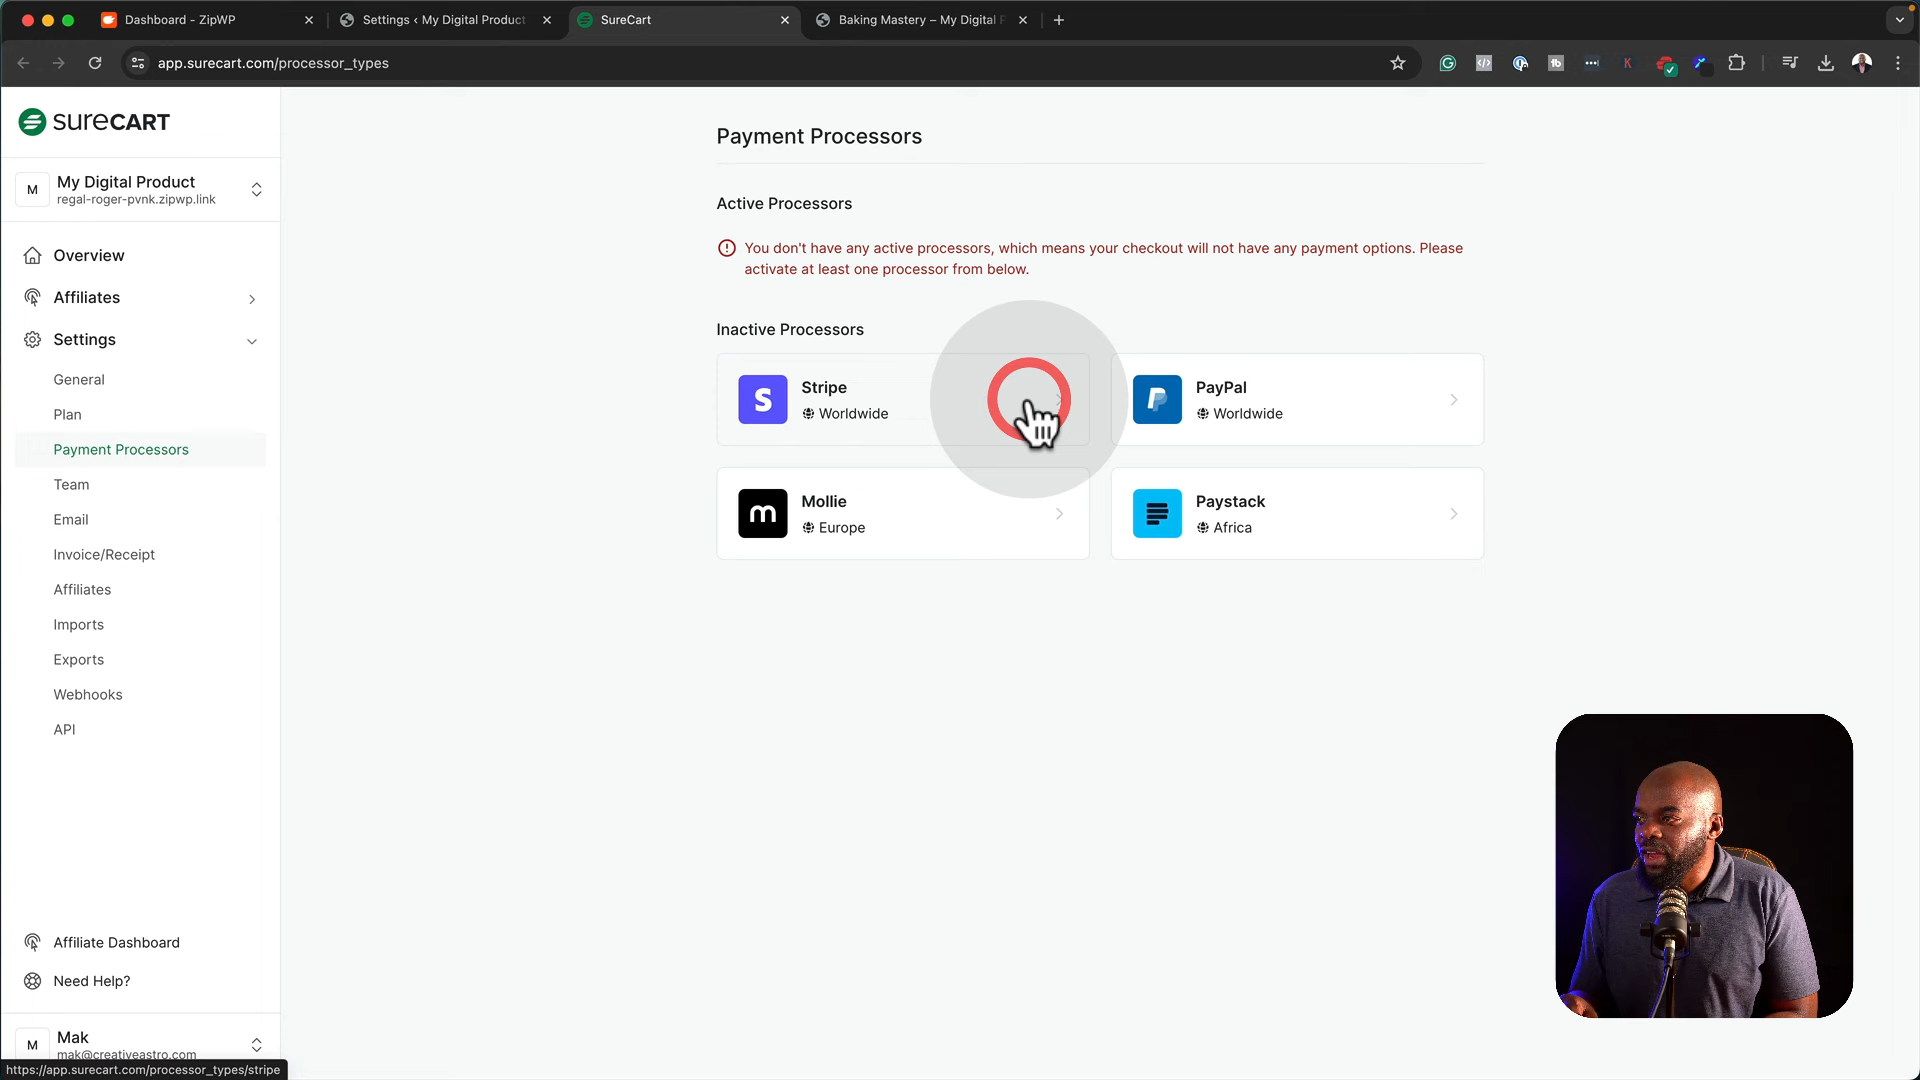 Dashboard - ZipWP
Settings ‹ My Digital Product
SureCart
Baking Mastery – My Digital P
app.surecart.com/processor_types
sureCART
M
My Digital Product
regal-roger-pvnk.zipwp.link
Overview
Affiliates
Settings
General
Plan
Payment Processors
Team
Email
Invoice/Receipt
Affiliates
Imports
Exports
Webhooks
API
Affiliate Dashboard
Need Help?
M
Mak
mak@creativeastro.com
https://app.surecart.com/processor_types/stripe
Payment Processors
Active Processors
You don't have any active processors, which means your checkout will not have any payment options. Please
activate at least one processor from below.
Inactive Processors
S
Stripe
Worldwide
PayPal
Worldwide
m
Mollie
Europe
Paystack
Africa